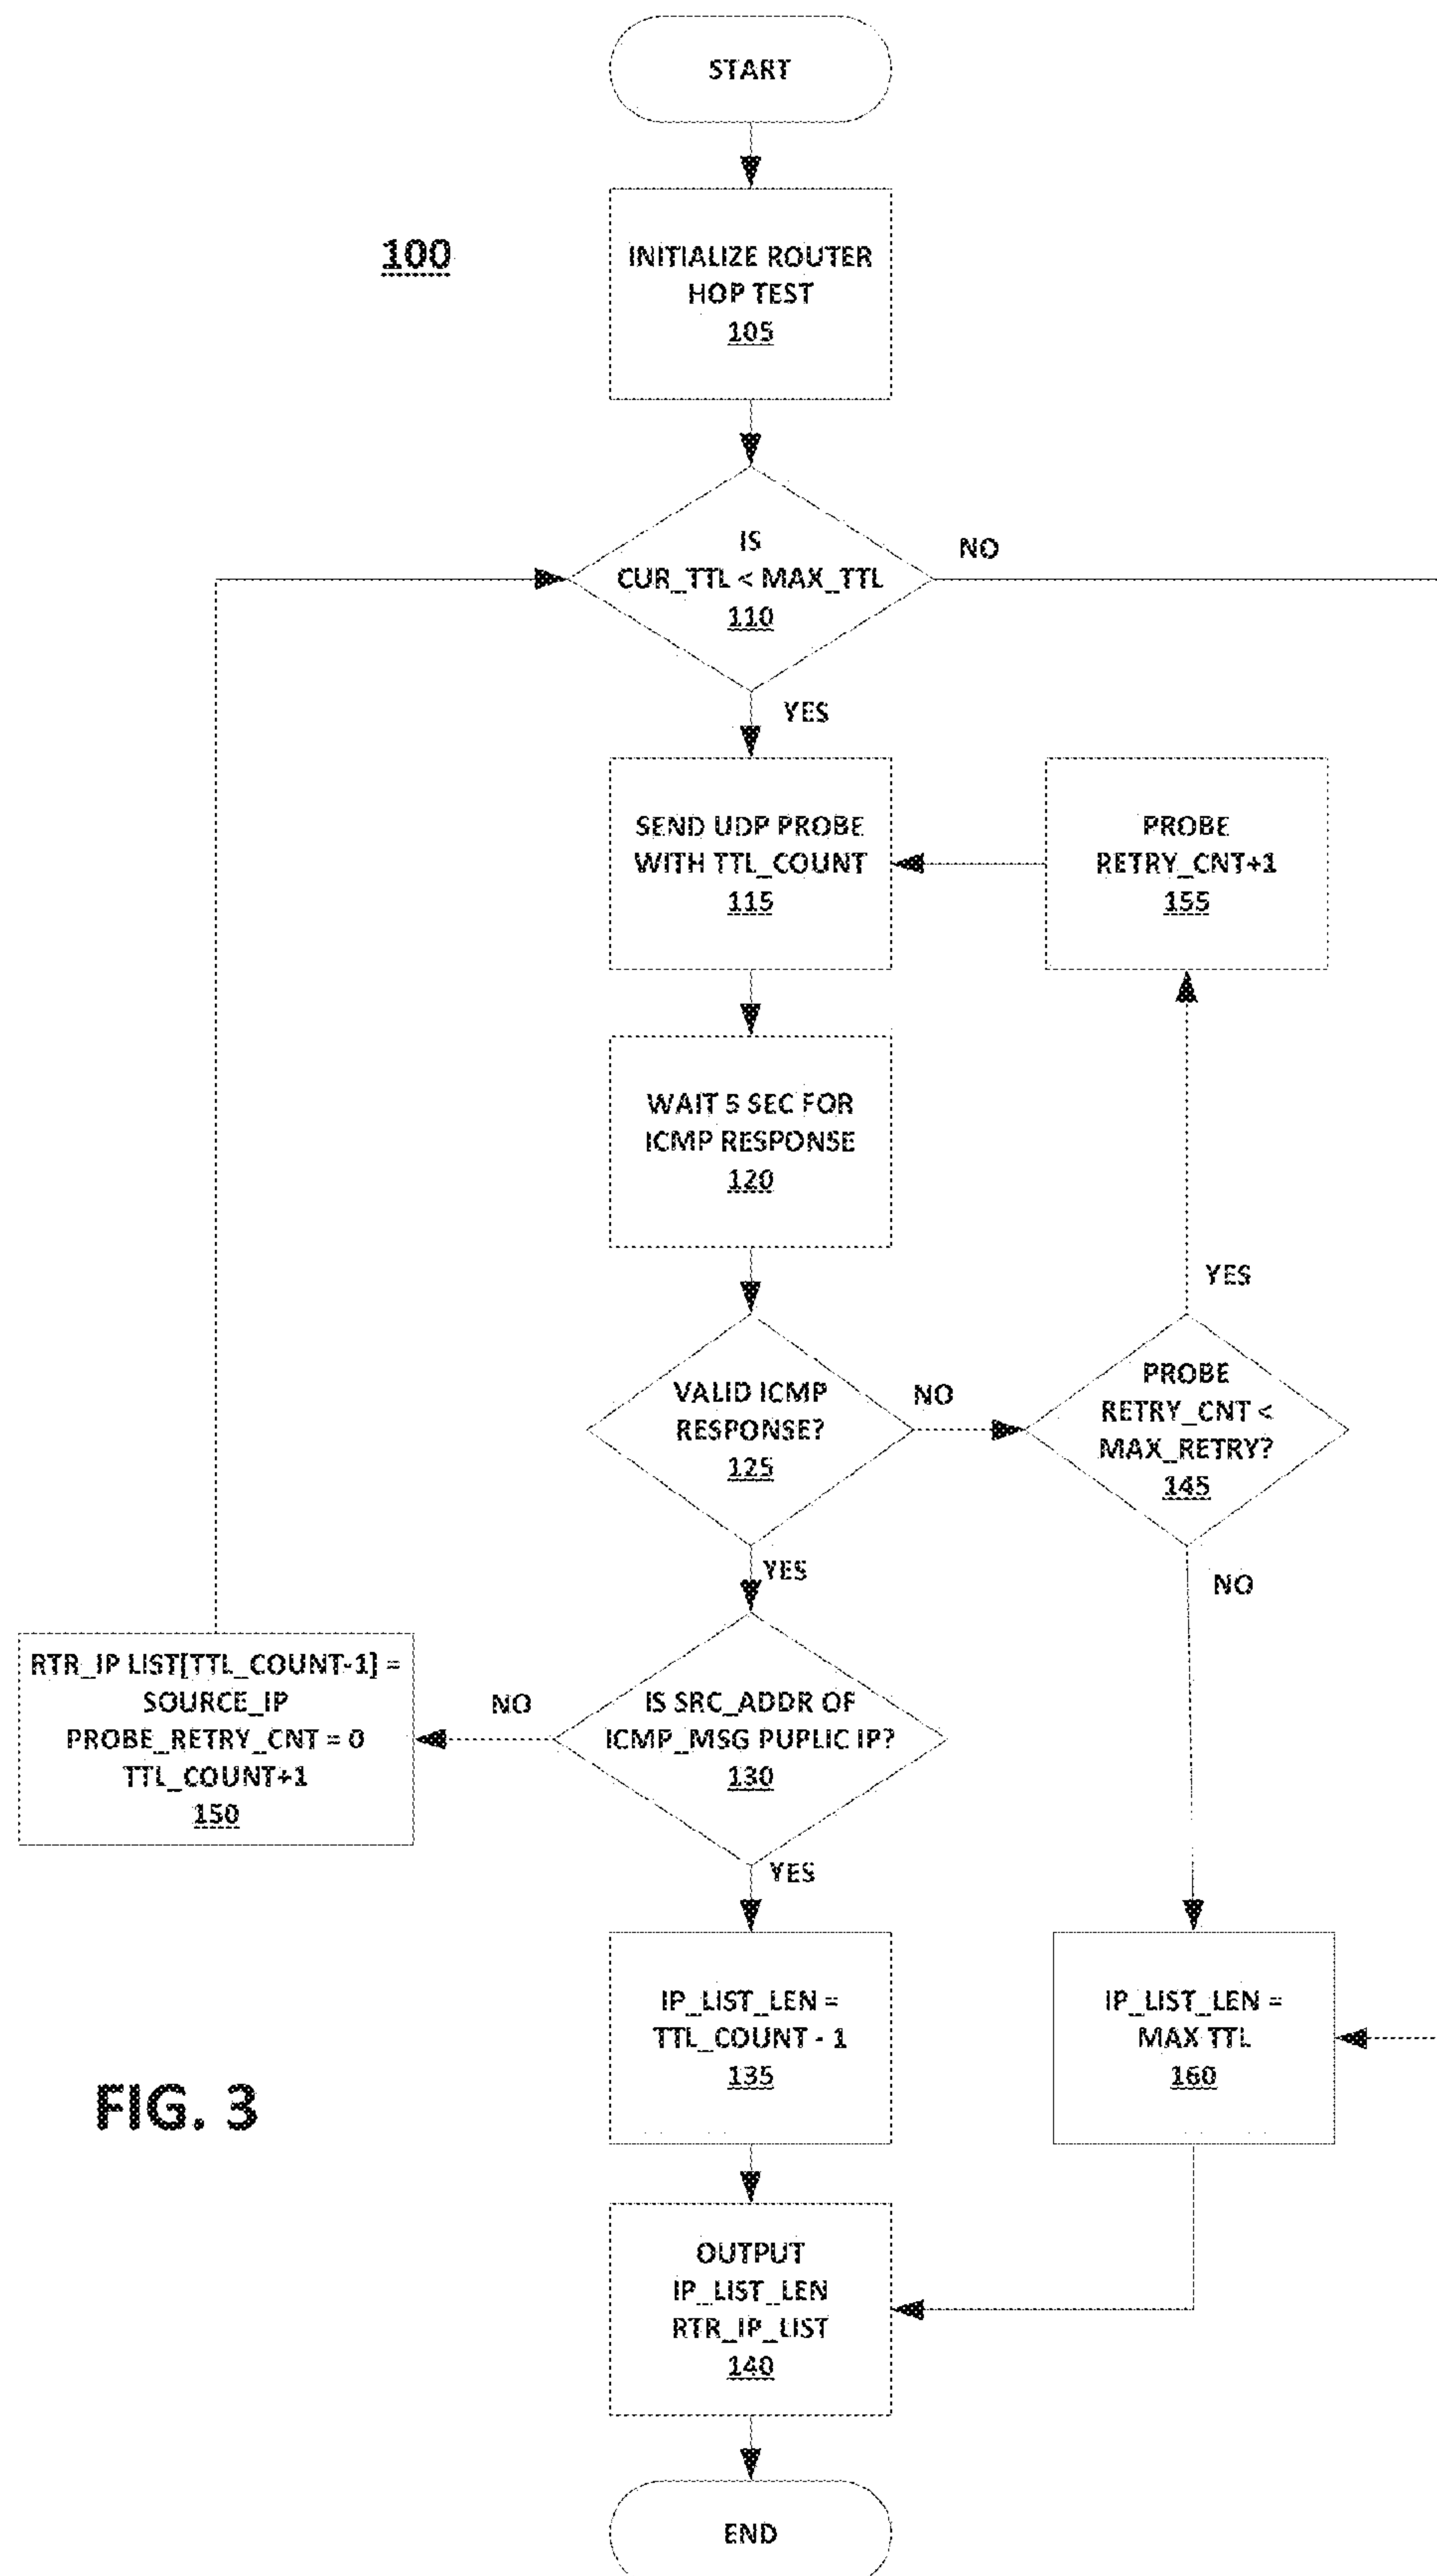 START
100
INITIALIZE ROUTER
HOP TEST
105
IS
CUR_TTL < MAX_TTL
110
NO
YES
SEND UDP PROBE
WITH TTL_COUNT
115
PROBE
RETRY_CNT+1
155
WAIT 5 SEC FOR
ICMP RESPONSE
120
YES
VALID ICMP
RESPONSE?
125
NO
PROBE
RETRY_CNT <
MAX_RETRY?
145
YES
NO
RTR_IP LIST[TTL_COUNT-1] =
SOURCE_IP
PROBE_RETRY_CNT = 0
TTL_COUNT+1
150
NO
IS SRC_ADDR OF
ICMP_MSG PUPLIC IP?
130
YES
IP_LIST_LEN =
TTL_COUNT - 1
135
IP_LIST_LEN =
MAX TTL
160
FIG. 3
OUTPUT
IP_LIST_LEN
RTR_IP_LIST
140
END